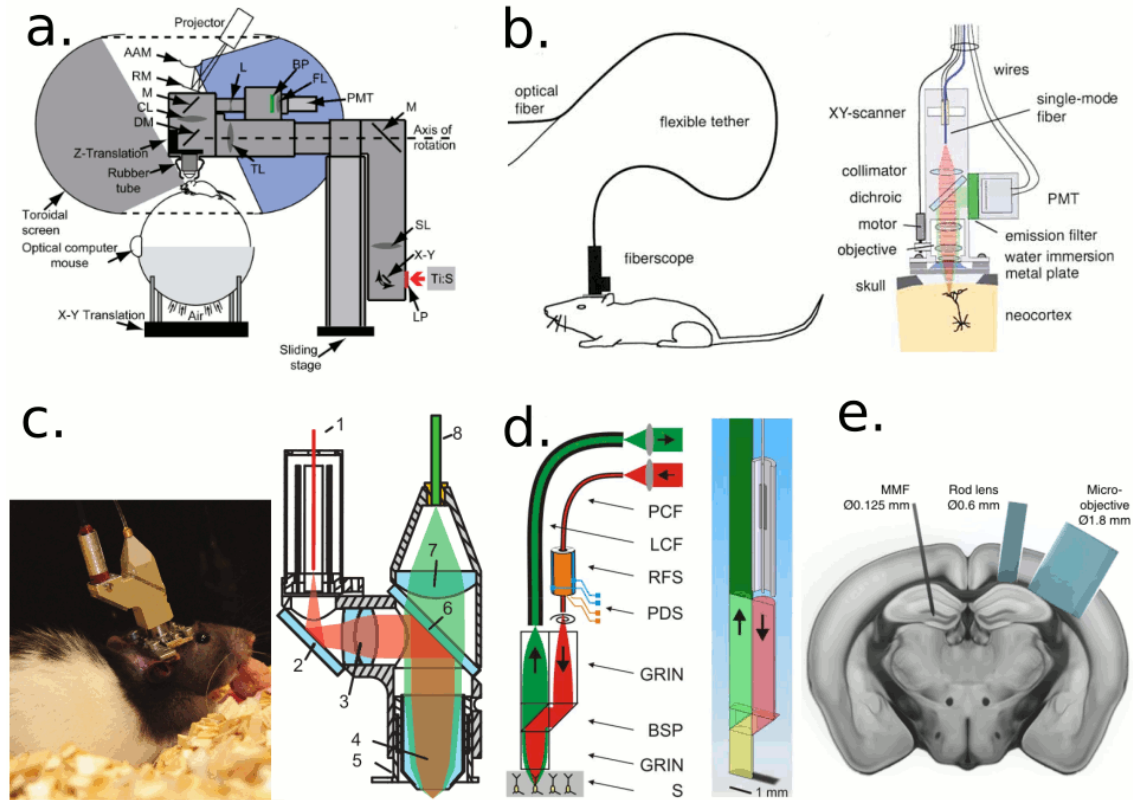 a.
Projector
AAM
RM
M
CL
DM
Z-Translation
Rubber
tube
L
BP
FL
PMT
M
Axis of
rotation
TL
Toroidal
screen
Optical computer
mouse
SL
X-Y
Ti:S
LP
Air
X-Y Translation
Sliding
stage
b.
optical
fiber
flexible tether
fiberscope
wires
XY-scanner
single-mode
fiber
collimator
dichroic
PMT
motor
emission filter
objective
water immersion
metal plate
skull
neocortex
c.
1
8
7
6
2
3
4
5
d.
PCF
LCF
RFS
PDS
GRIN
BSP
GRIN
S
1 mm
e.
MMF
Ø0.125 mm
Rod lens
Ø0.6 mm
Micro-
objective
Ø1.8 mm